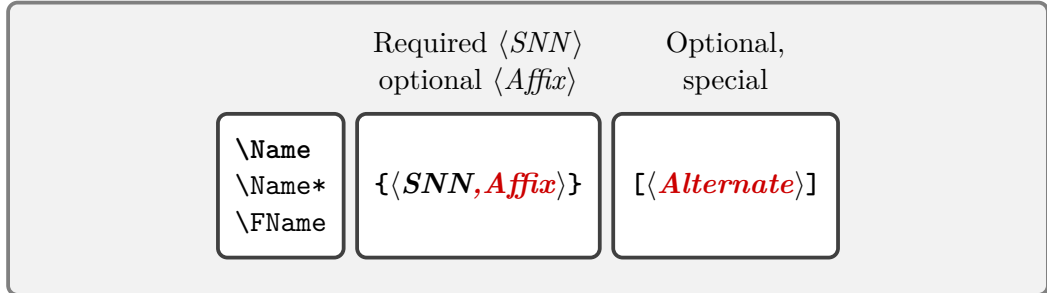 Required ⟨SNN⟩ Optional,
optional ⟨Affix⟩ special
\Name
\Name* {⟨SNN,Affix⟩} [⟨Alternate⟩]
\FName